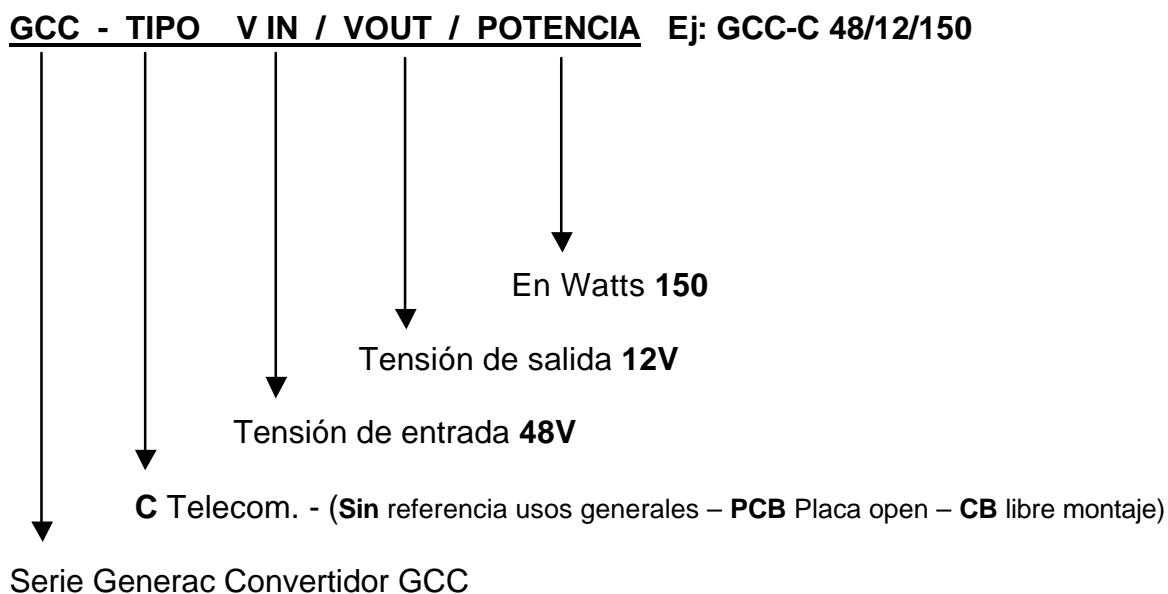 GCC - TIPO V IN / VOUT / POTENCIA Ej: GCC-C 48/12/150
En Watts 150
Tensión de salida 12V
Tensión de entrada 48V
C Telecom. - (Sin referencia usos generales – PCB Placa open – CB libre montaje)
Serie Generac Convertidor GCC